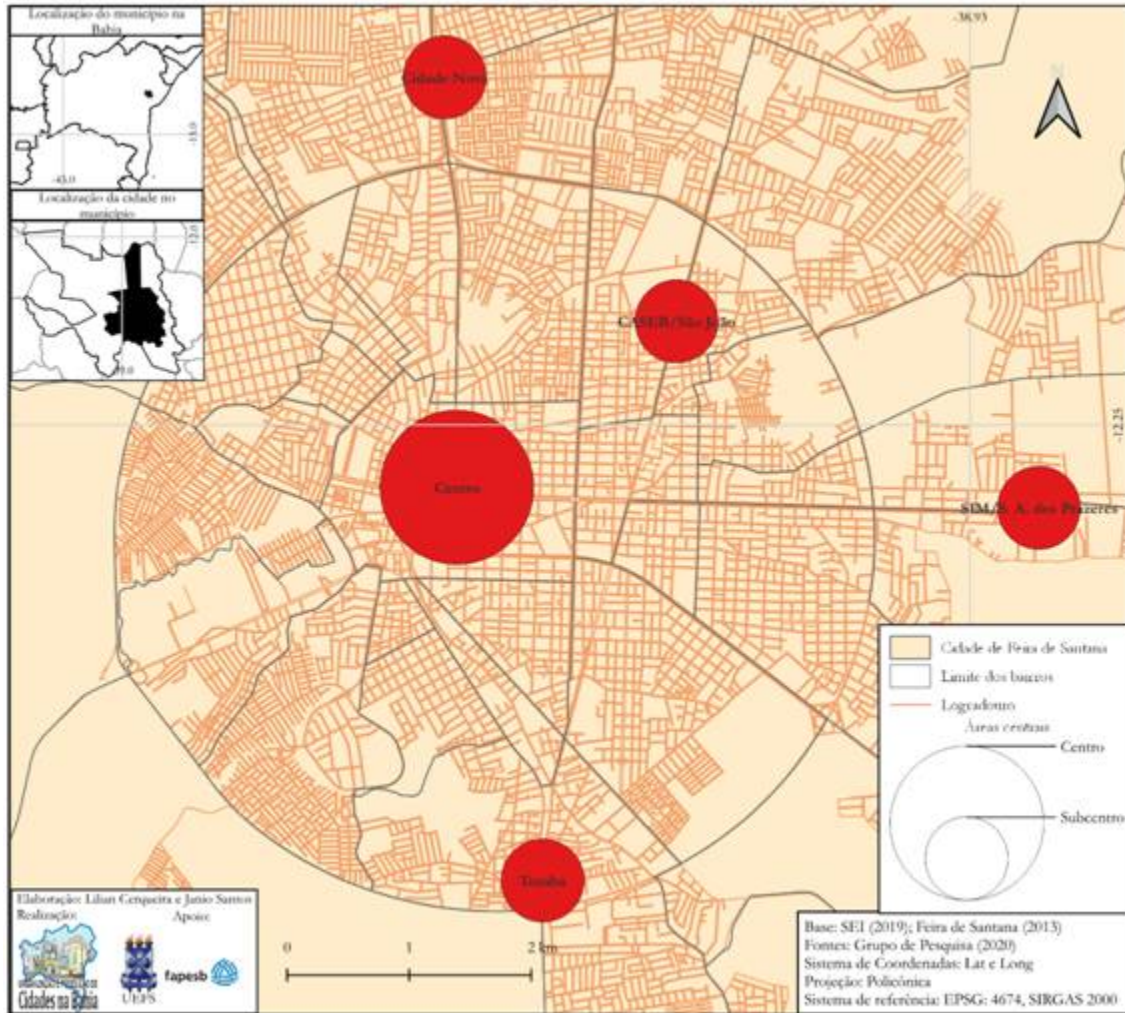 Localização do município na
Bahia
-13.0
-43.0
Localização da cidade no
município
-12.0
-39.0
-38.93
-12.25
N
Cidade Nova
CASEB/São João
Centro
SIM/S. A. dos Prazeres
Tomba
Cidade de Feira de Santana
Limite dos bairros
Logradouro
Áreas centrais
Centro
Subcentro
Elaboração: Lilian Cerqueira e Janio Santos
Realização:
Apoio:
Cidades na Bahia
UEFS
fapesb
0 1 2 km
Base: SEI (2019); Feira de Santana (2013)
Fontes: Grupo de Pesquisa (2020)
Sistema de Coordenadas: Lat e Long
Projeção: Policônica
Sistema de referência: EPSG: 4674, SIRGAS 2000